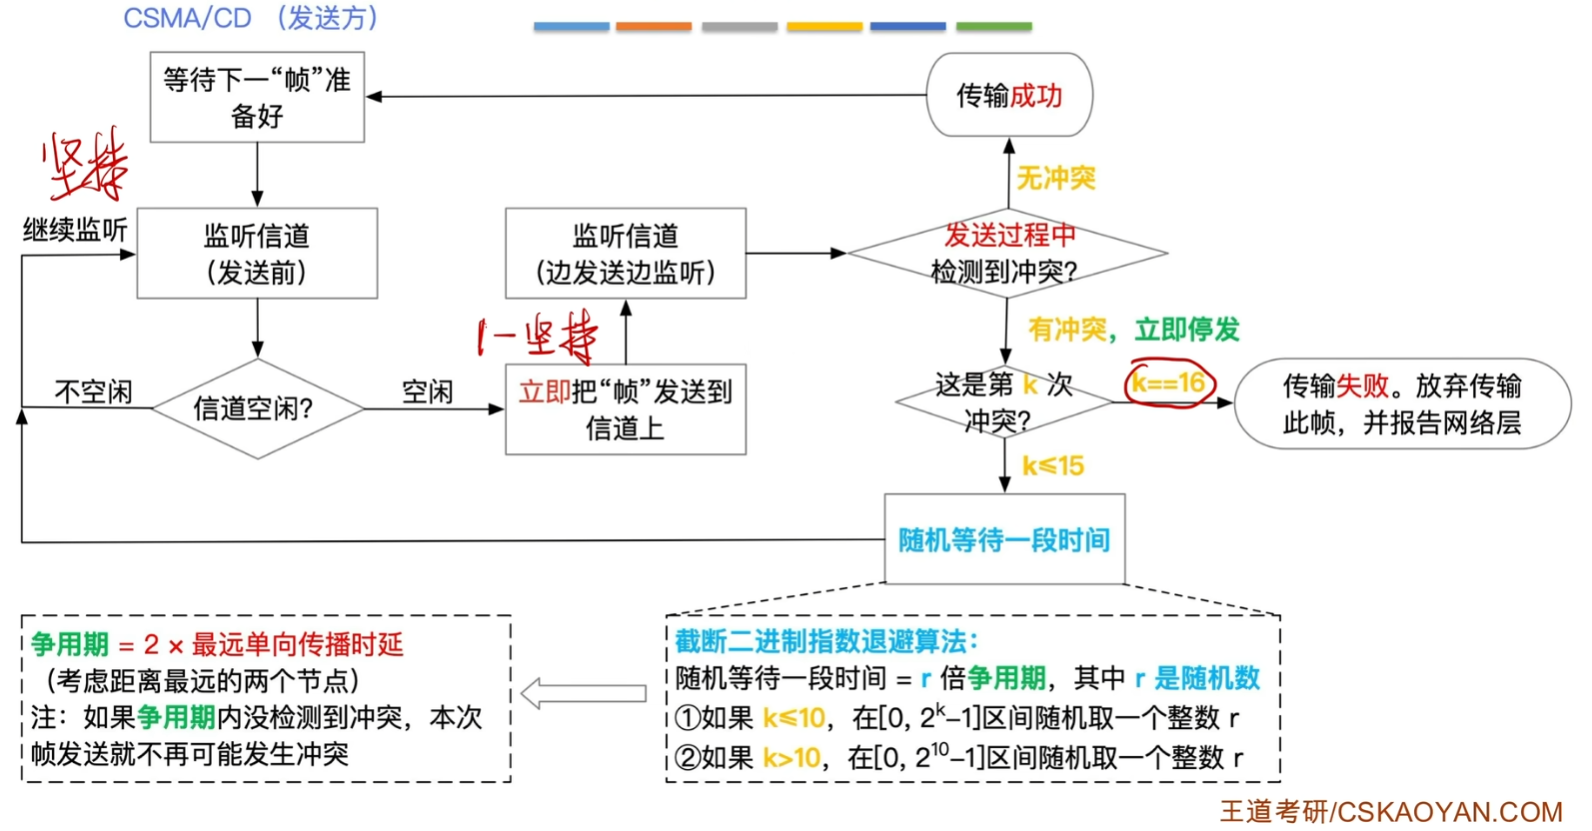 CSMA/CD （发送方）
等待下一“帧”准
备好
传输成功
坚持
无冲突
继续监听
监听信道
（发送前）
监听信道
（边发送边监听）
发送过程中
检测到冲突？
1-坚持
有冲突，立即停发
不空闲
信道空闲？
空闲
立即把“帧”发送到
信道上
这是第 k 次
冲突？
k==16
传输失败。放弃传输
此帧，并报告网络层
k≤15
随机等待一段时间
争用期 = 2 × 最远单向传播时延
（考虑距离最远的两个节点）
注：如果争用期内没检测到冲突，本次
帧发送就不再可能发生冲突
截断二进制指数退避算法：
随机等待一段时间 = r 倍争用期，其中 r 是随机数
①如果 k≤10，在[0, 2ᵏ–1]区间随机取一个整数 r
②如果 k>10，在[0, 2¹⁰–1]区间随机取一个整数 r
王道考研/CSKAOYAN.COM